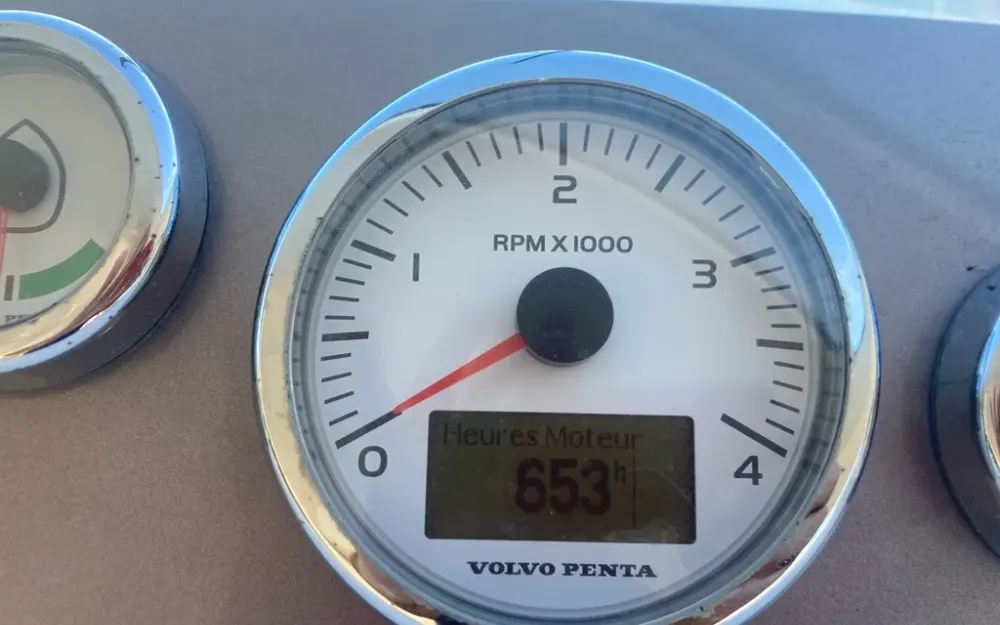 2
RPM X 1000
1
3
Heures Moteur
653h
0
4
VOLVO PENTA